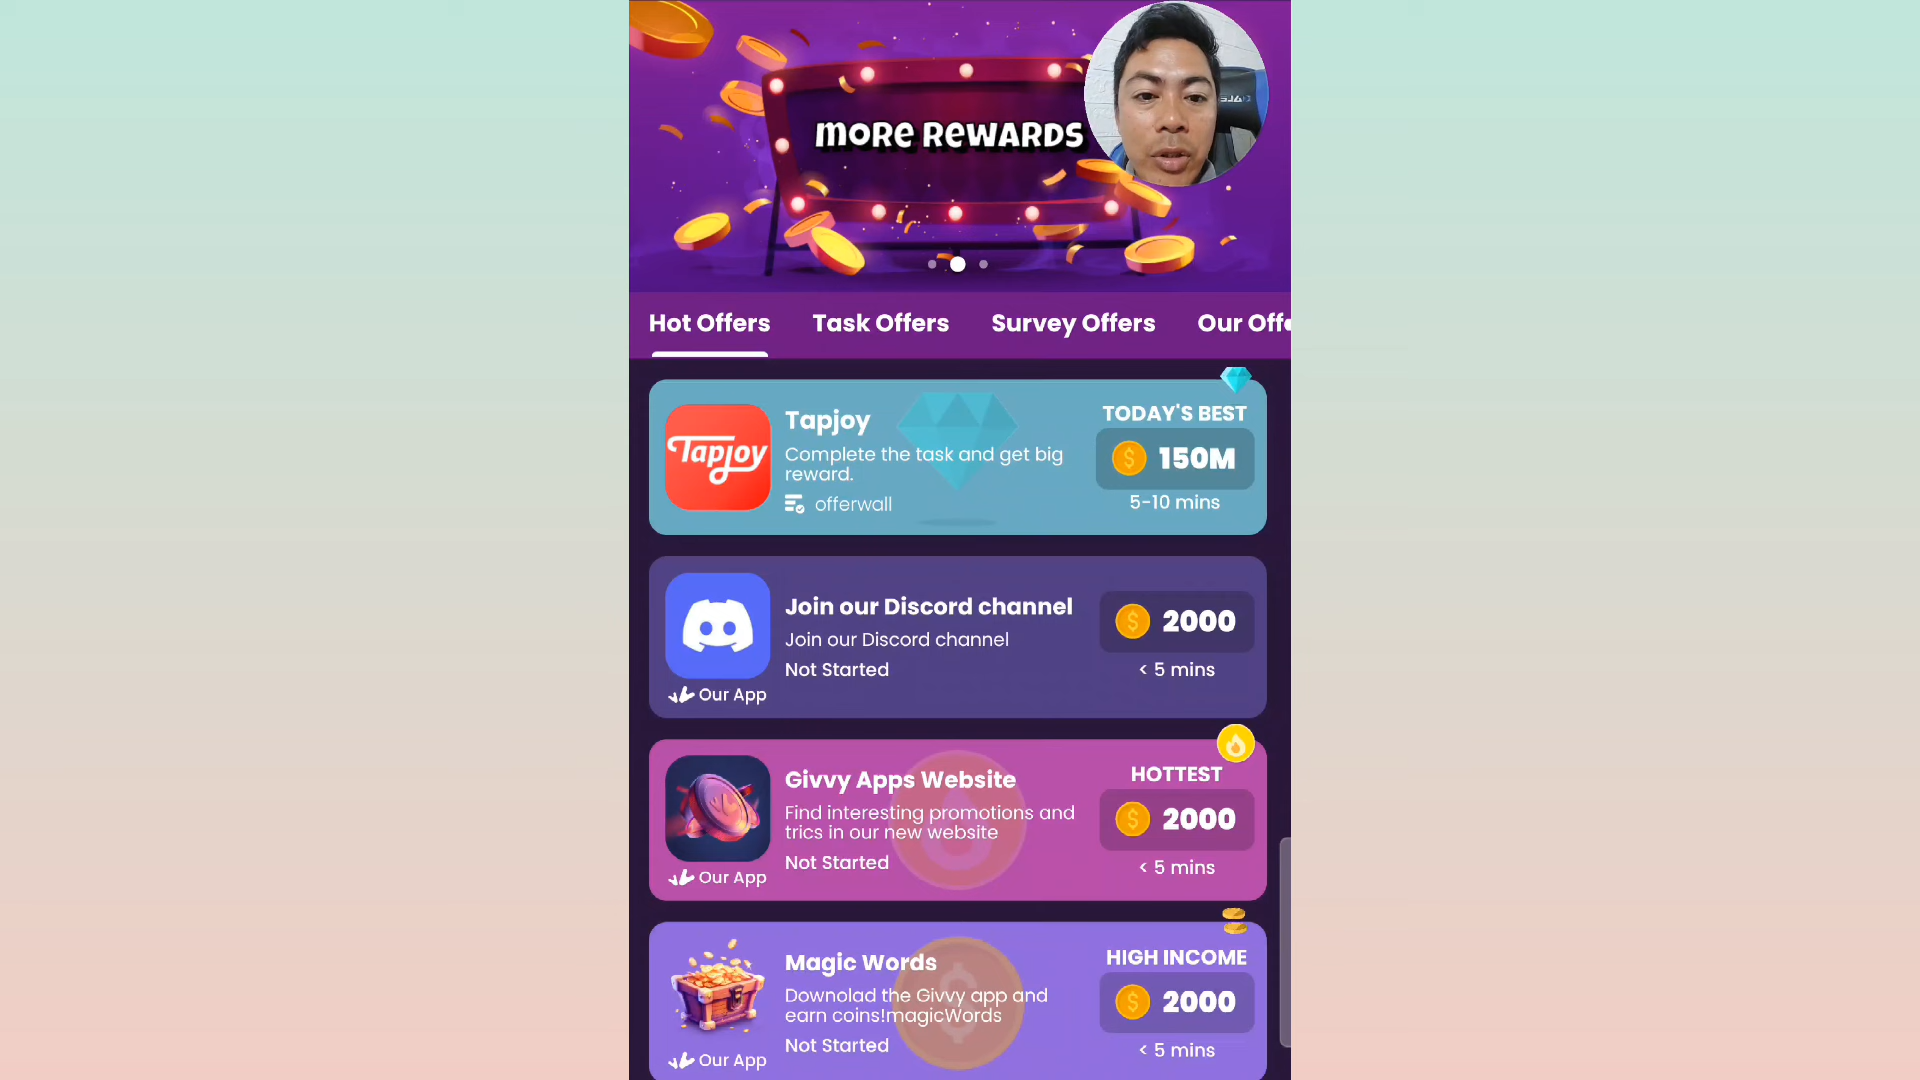 MORE REWARDS
Hot Offers
Task Offers
Survey Offers
Our Offe
Tapjoy
Tapjoy
Complete the task and get big
reward.
offerwall
TODAY'S BEST
150M
5-10 mins
Join our Discord channel
Join our Discord channel
Not Started
Our App
2000
< 5 mins
Givvy Apps Website
Find interesting promotions and
trics in our new website
Not Started
Our App
HOTTEST
2000
< 5 mins
Magic Words
Downolad the Givvy app and
earn coins!magicWords
Not Started
Our App
HIGH INCOME
2000
< 5 mins